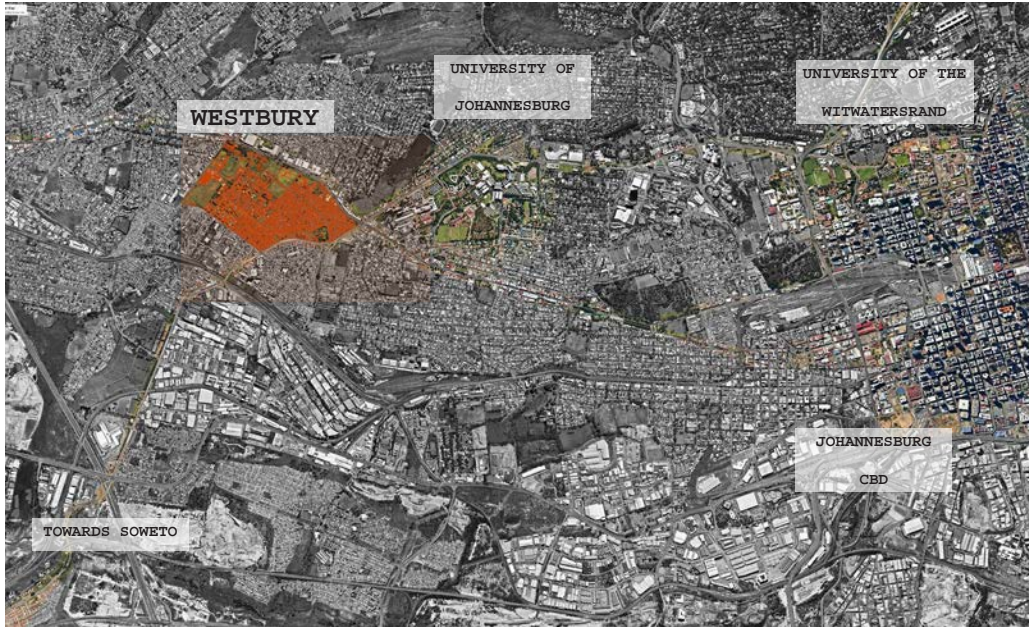 UNIVERSITY OF
JOHANNESBURG
UNIVERSITY OF THE
WITWATERSRAND
WESTBURY
JOHANNESBURG
CBD
TOWARDS SOWETO